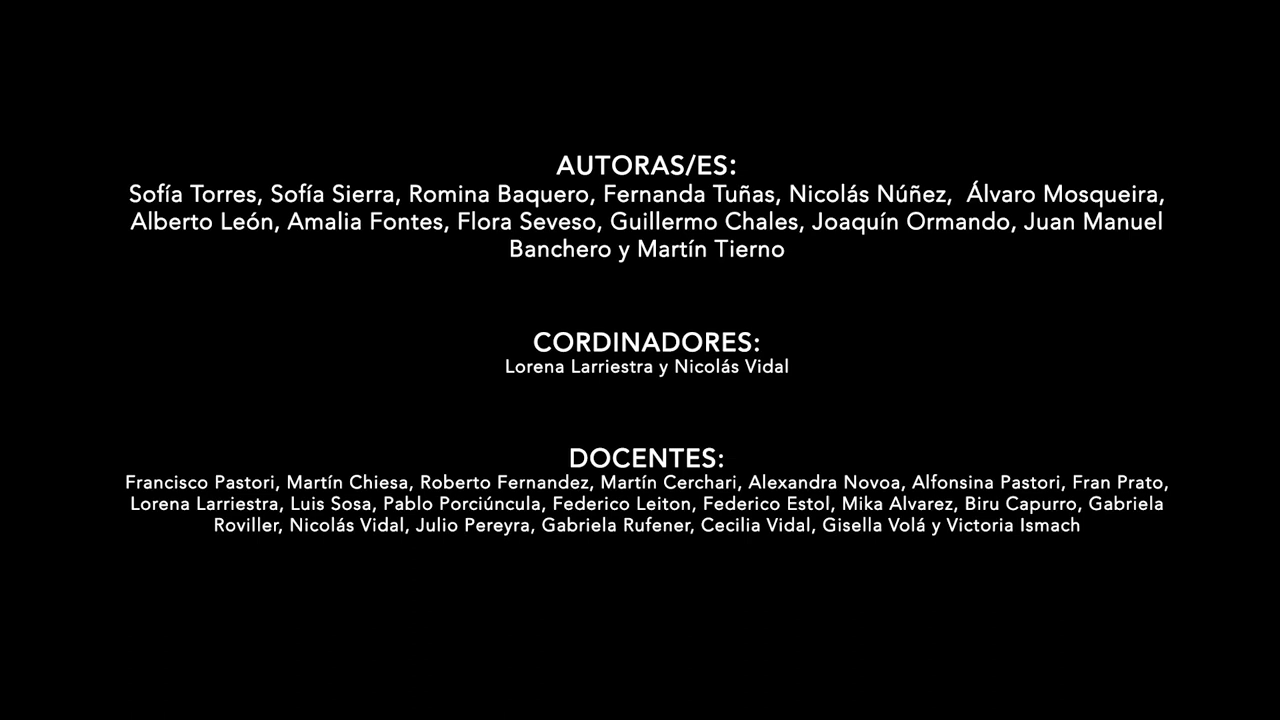 AUTORAS/ES:
Sofía Torres, Sofía Sierra, Romina Baquero, Fernanda Tuñas, Nicolás Núñez,  Álvaro Mosqueira,
Alberto León, Amalia Fontes, Flora Seveso, Guillermo Chales, Joaquín Ormando, Juan Manuel
Banchero y Martín Tierno
CORDINADORES:
Lorena Larriestra y Nicolás Vidal
DOCENTES:
Francisco Pastori, Martín Chiesa, Roberto Fernandez, Martín Cerchari, Alexandra Novoa, Alfonsina Pastori, Fran Prato,
Lorena Larriestra, Luis Sosa, Pablo Porciúncula, Federico Leiton, Federico Estol, Mika Alvarez, Biru Capurro, Gabriela
Roviller, Nicolás Vidal, Julio Pereyra, Gabriela Rufener, Cecilia Vidal, Gisella Volá y Victoria Ismach